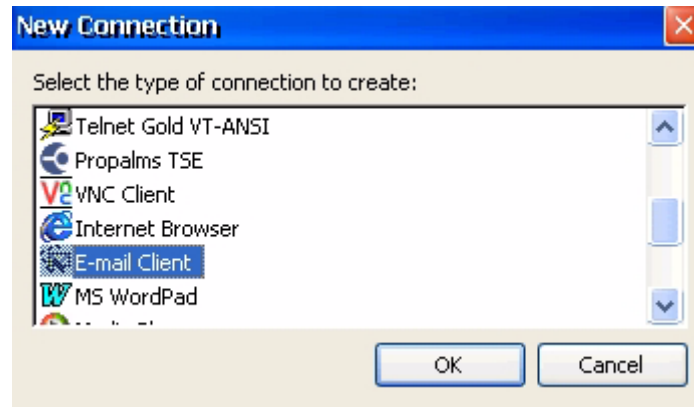 New Connection
Select the type of connection to create:
Telnet Gold VT-ANSI
Propalms TSE
VNC Client
Internet Browser
E-mail Client
MS WordPad
OK Cancel